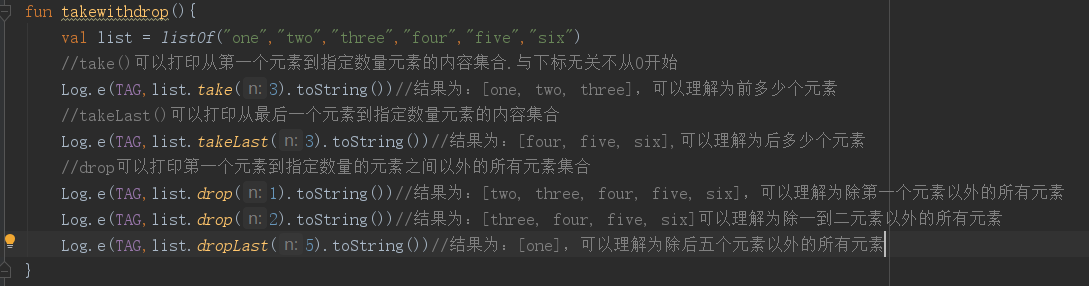 fun takewithdrop(){
val list = listOf("one","two","three","four","five","six")
//take()可以打印从第一个元素到指定数量元素的内容集合.与下标无关不从0开始
Log.e(TAG,list.take( n: 3).toString())//结果为：[one, two, three]，可以理解为前多少个元素
//takeLast()可以打印从最后一个元素到指定数量元素的内容集合
Log.e(TAG,list.takeLast( n: 3).toString())//结果为：[four, five, six],可以理解为后多少个元素
//drop可以打印第一个元素到指定数量的元素之间以外的所有元素集合
Log.e(TAG,list.drop( n: 1).toString())//结果为：[two, three, four, five, six]，可以理解为除第一个元素以外的所有元素
Log.e(TAG,list.drop( n: 2).toString())//结果为：[three, four, five, six]可以理解为除一到二元素以外的所有元素
Log.e(TAG,list.dropLast( n: 5).toString())//结果为：[one]，可以理解为除后五个元素以外的所有元素
}